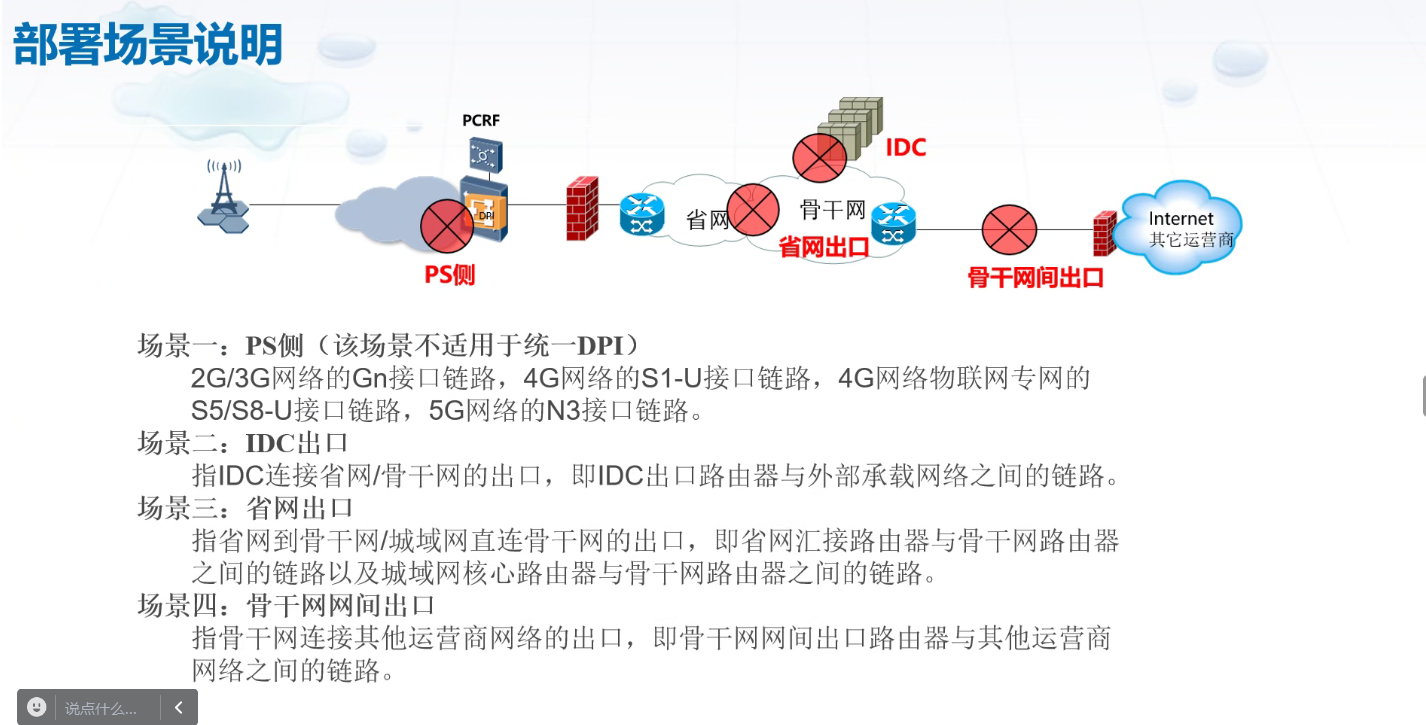 部署场景说明
PCRF
IDC
DPI
省网
骨干网
Internet
其它运营商
省网出口
PS侧
骨干网间出口
场景一：PS侧（该场景不适用于统一DPI）
2G/3G网络的Gn接口链路，4G网络的S1-U接口链路，4G网络物联网专网的
S5/S8-U接口链路，5G网络的N3接口链路。
场景二：IDC出口
指IDC连接省网/骨干网的出口，即IDC出口路由器与外部承载网络之间的链路。
场景三：省网出口
指省网到骨干网/城域网直连骨干网的出口，即省网汇接路由器与骨干网路由器
之间的链路以及城域网核心路由器与骨干网路由器之间的链路。
场景四：骨干网网间出口
指骨干网连接其他运营商网络的出口，即骨干网网间出口路由器与其他运营商
网络之间的链路。
说点什么...